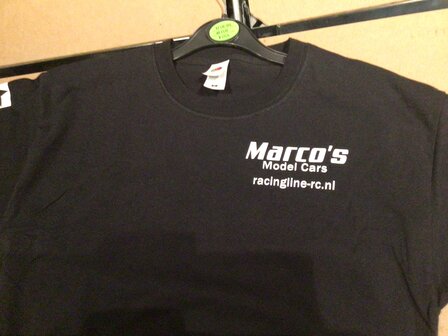 Marco's
Model Cars
racingline-rc.nl